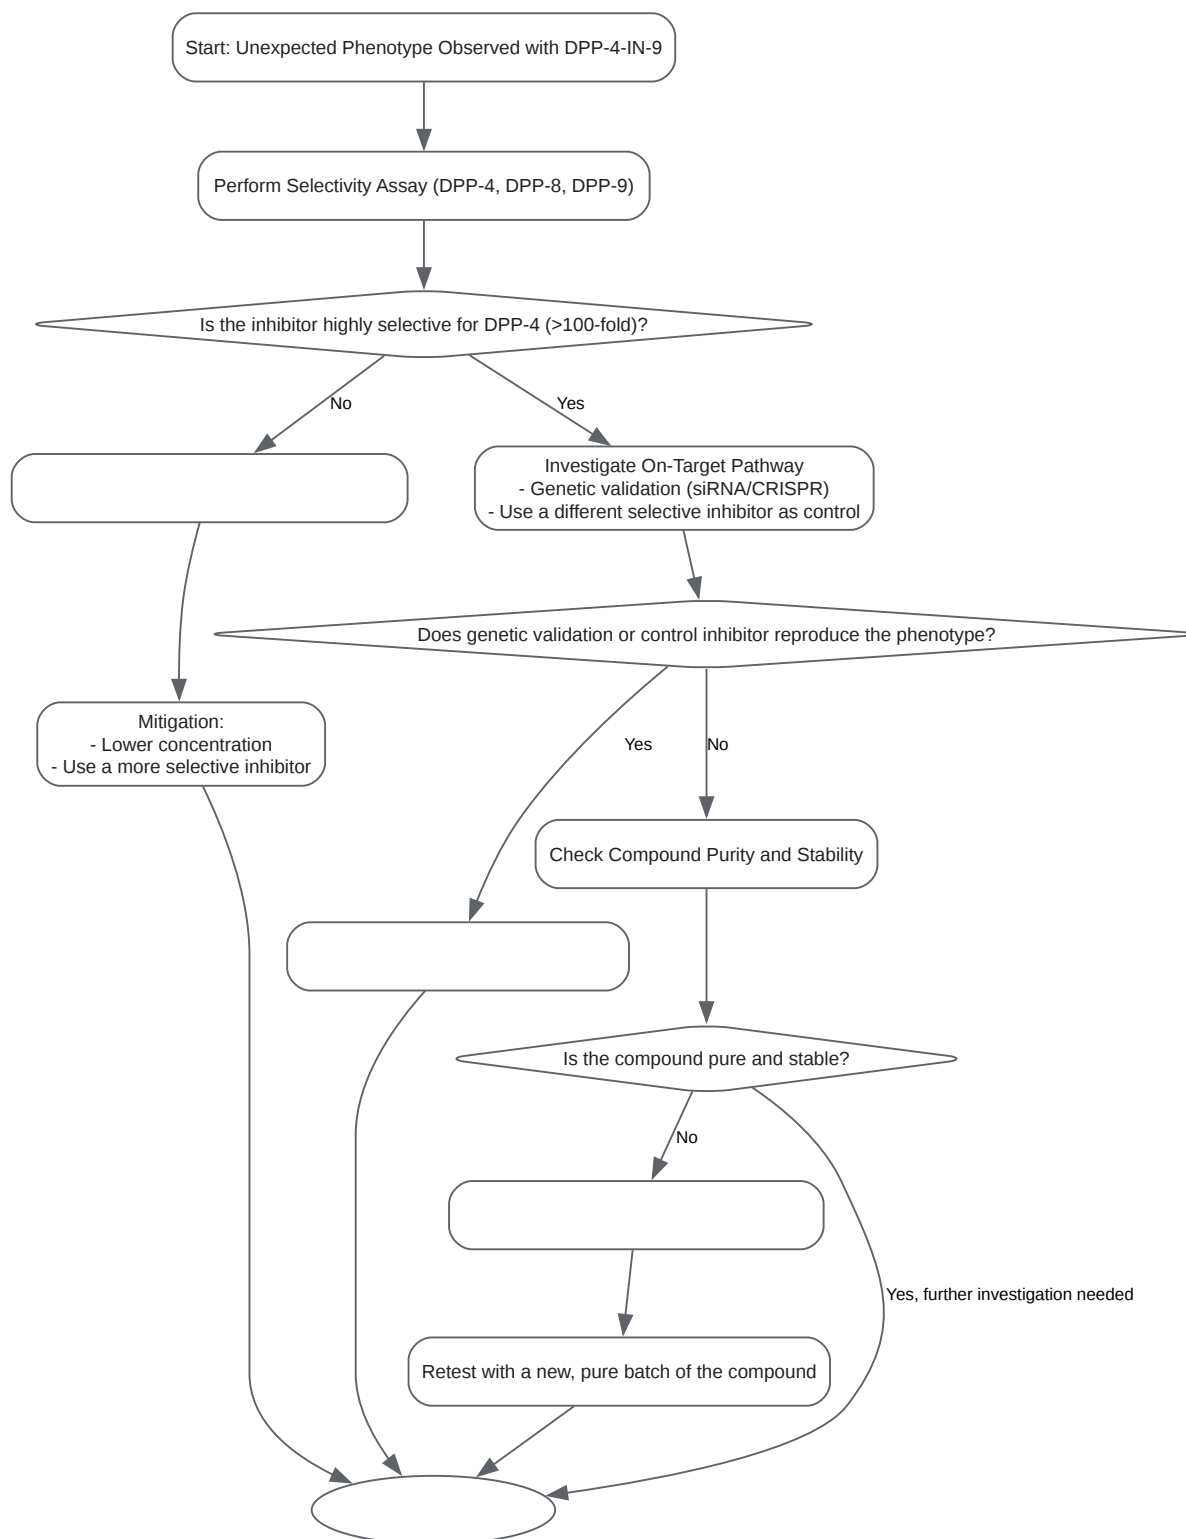 Start: Unexpected Phenotype Observed with DPP-4-IN-9
Perform Selectivity Assay (DPP-4, DPP-8, DPP-9)
Is the inhibitor highly selective for DPP-4 (>100-fold)?
No
Yes
Investigate On-Target Pathway
- Genetic validation (siRNA/CRISPR)
- Use a different selective inhibitor as control
Does genetic validation or control inhibitor reproduce the phenotype?
Mitigation:
- Lower concentration
- Use a more selective inhibitor
Yes
No
Check Compound Purity and Stability
Is the compound pure and stable?
No
Yes, further investigation needed
Retest with a new, pure batch of the compound